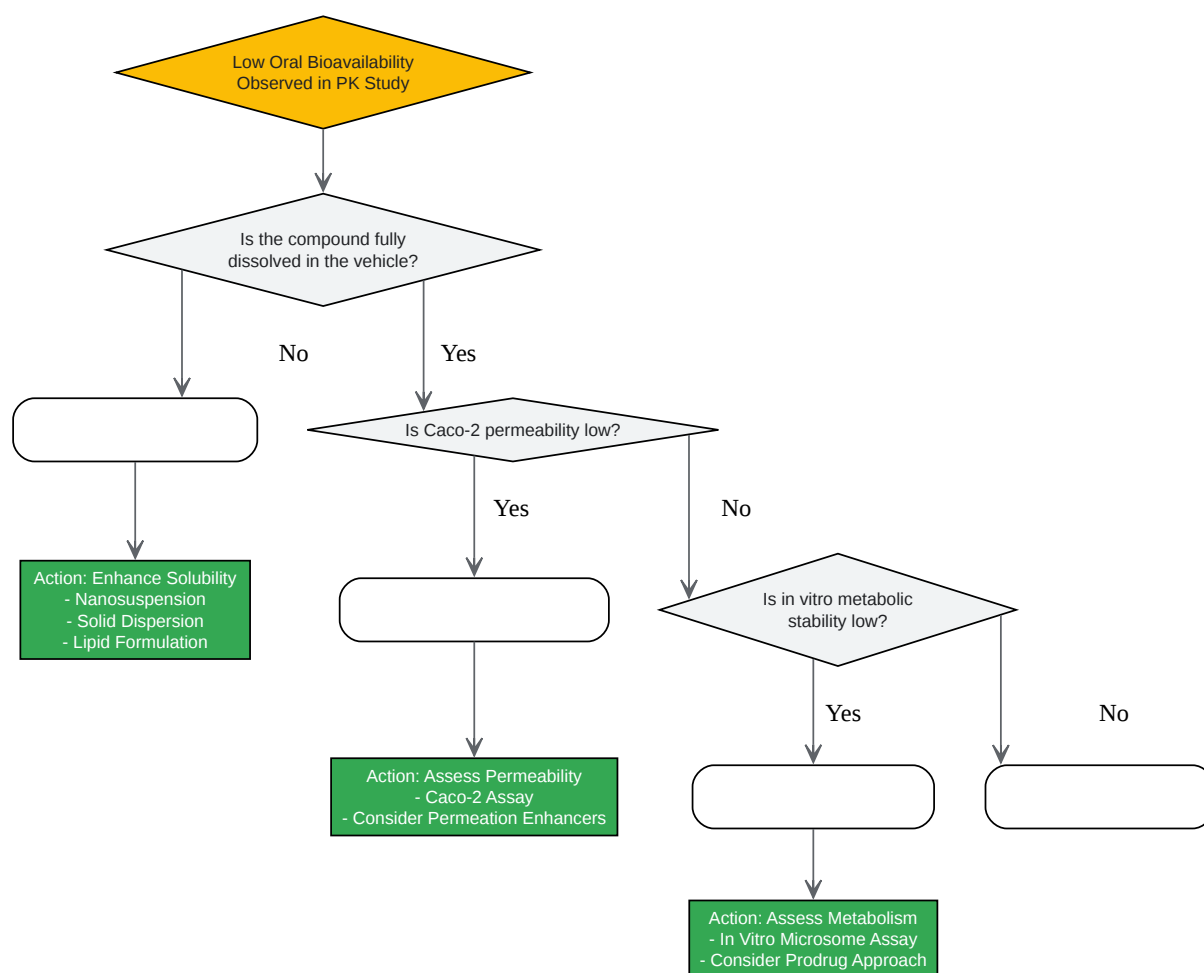 Low Oral Bioavailability
Observed in PK Study
Is the compound fully
dissolved in the vehicle?
No
Yes
Is Caco-2 permeability low?
Yes
No
Action: Enhance Solubility
- Nanosuspension
- Solid Dispersion
- Lipid Formulation
Is in vitro metabolic
stability low?
Yes
No
Action: Assess Permeability
- Caco-2 Assay
- Consider Permeation Enhancers
Action: Assess Metabolism
- In Vitro Microsome Assay
- Consider Prodrug Approach